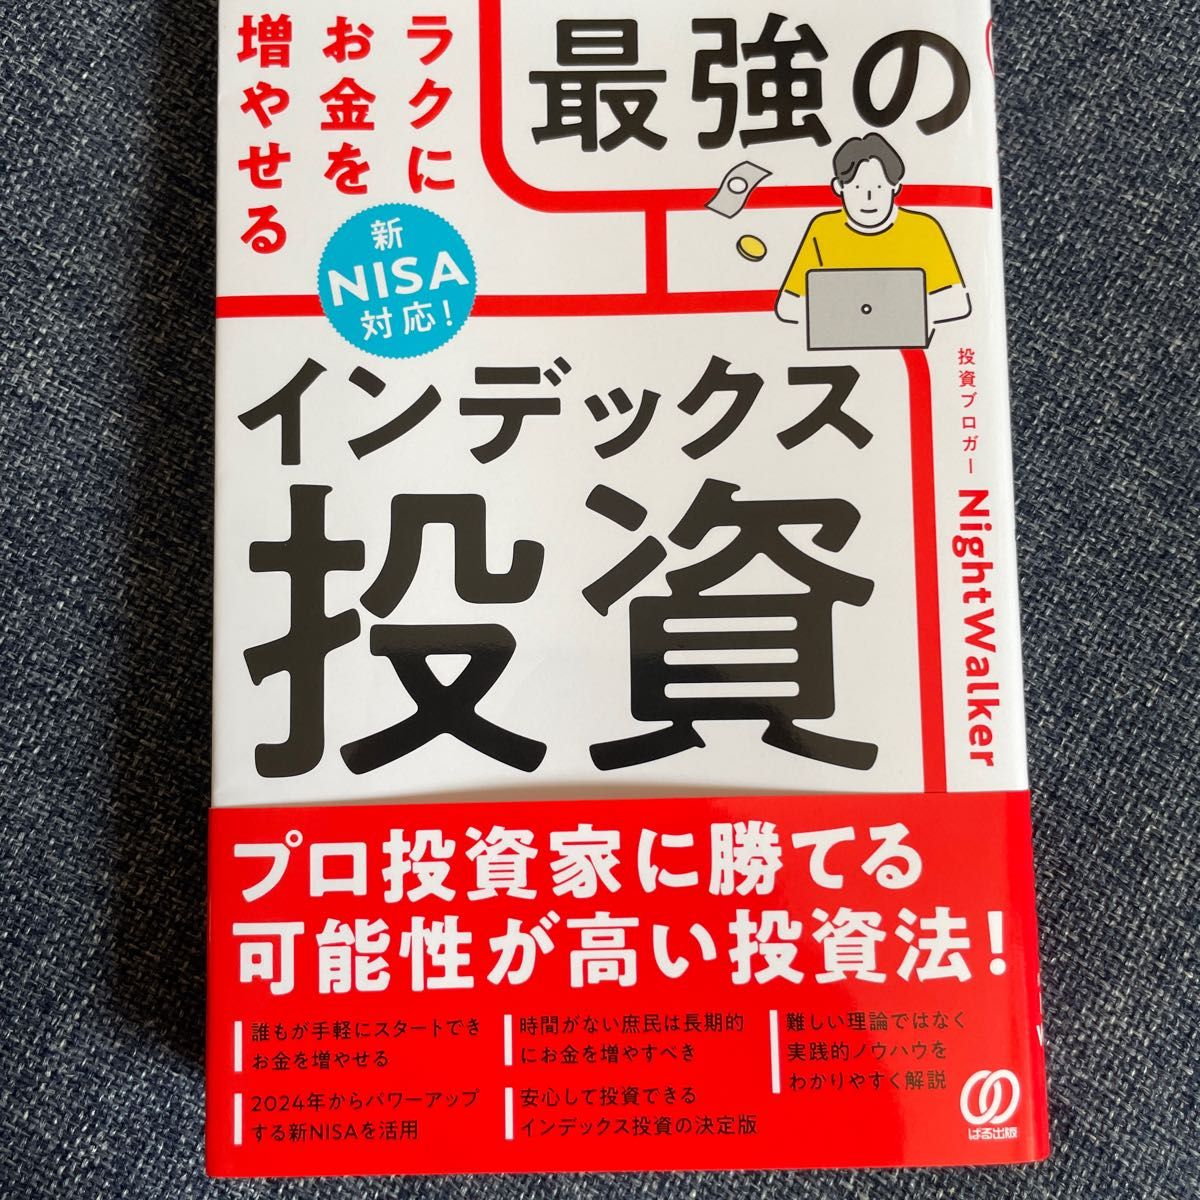 ラクに
お金を
増やせる
最強の
新
NISA
対応!
インデックス
投資
投資ブロガー NightWalker
プロ投資家に勝てる
可能性が高い投資法!
誰もが手軽にスタートでき
お金を増やせる
時間がない庶民は長期的
にお金を増やすべき
難しい理論ではなく
実践的ノウハウを
わかりやすく解説
2024年からパワーアップ
する新NISAを活用
安心して投資できる
インデックス投資の決定版
ぱる出版